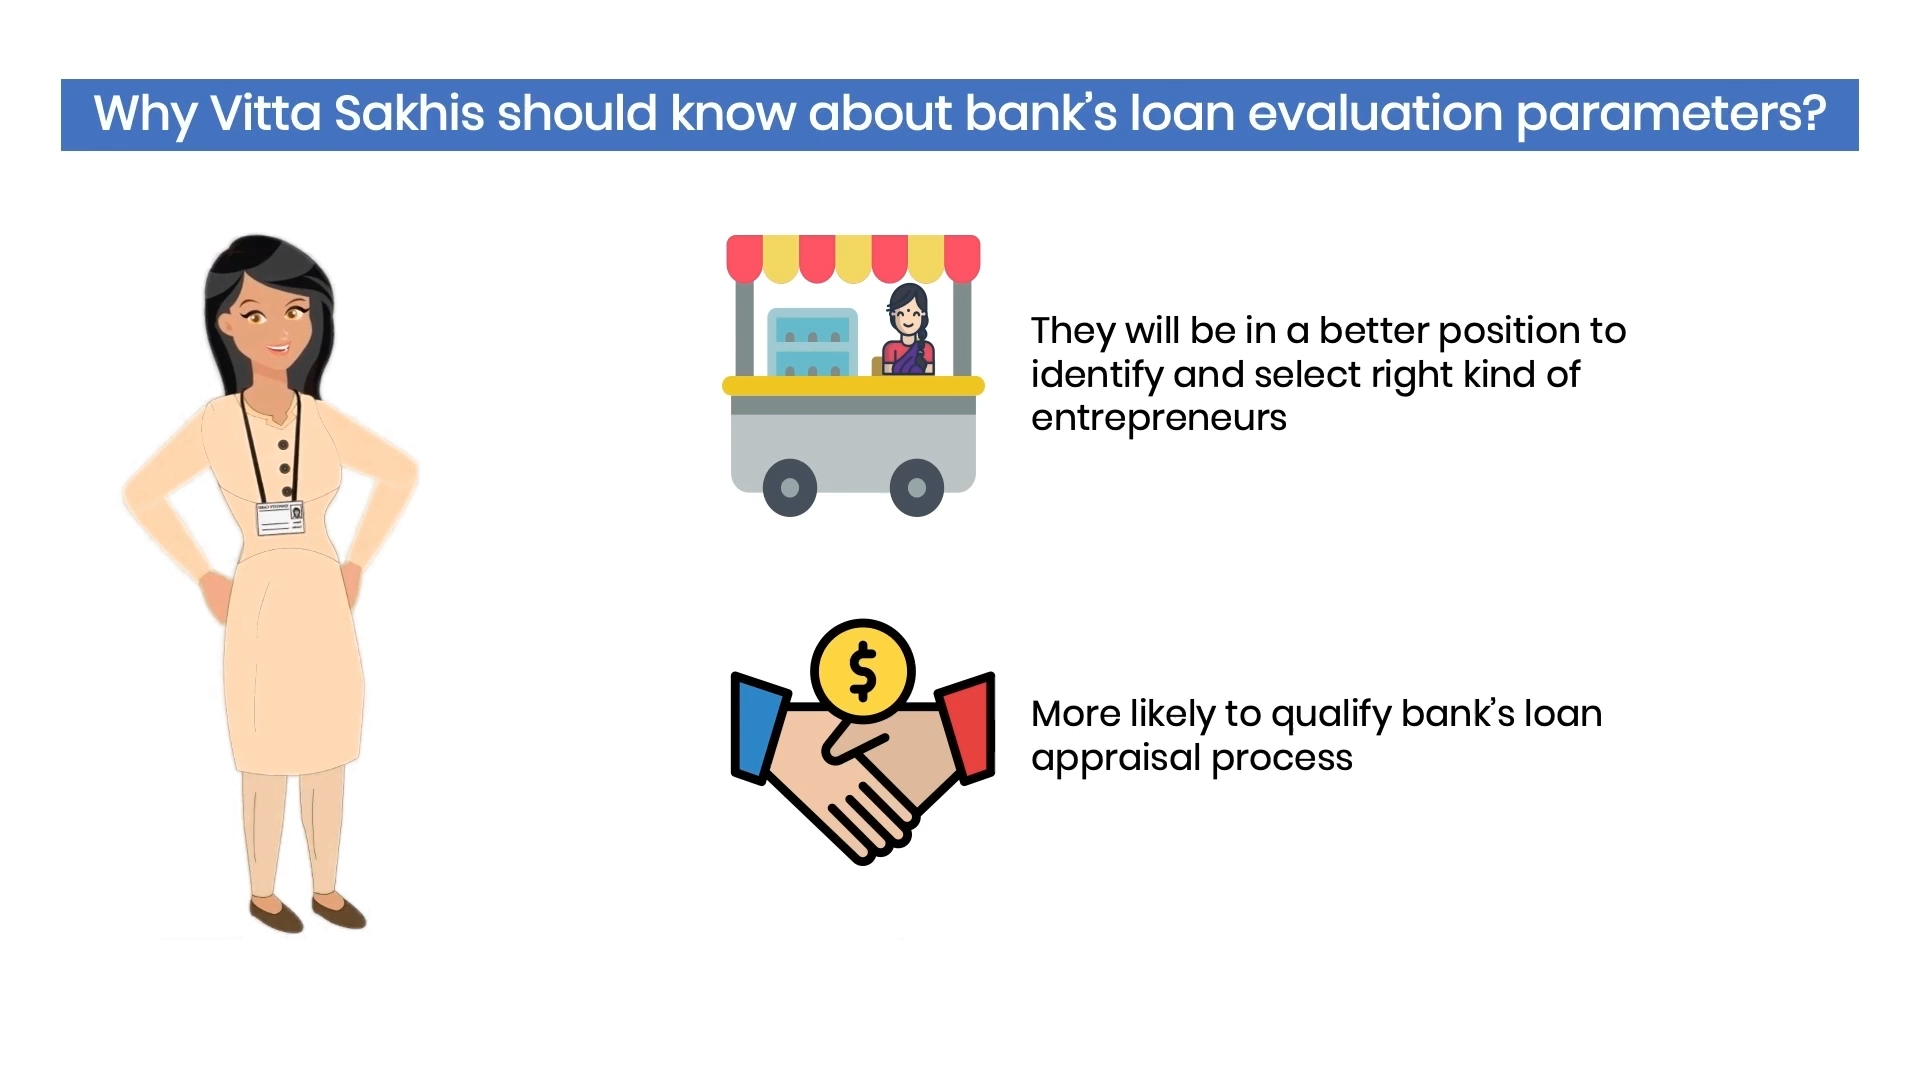 Why Vitta Sakhis should know about bank’s loan evaluation parameters?
They will be in a better position to
identify and select right kind of
entrepreneurs
$
More likely to qualify bank’s loan
appraisal process